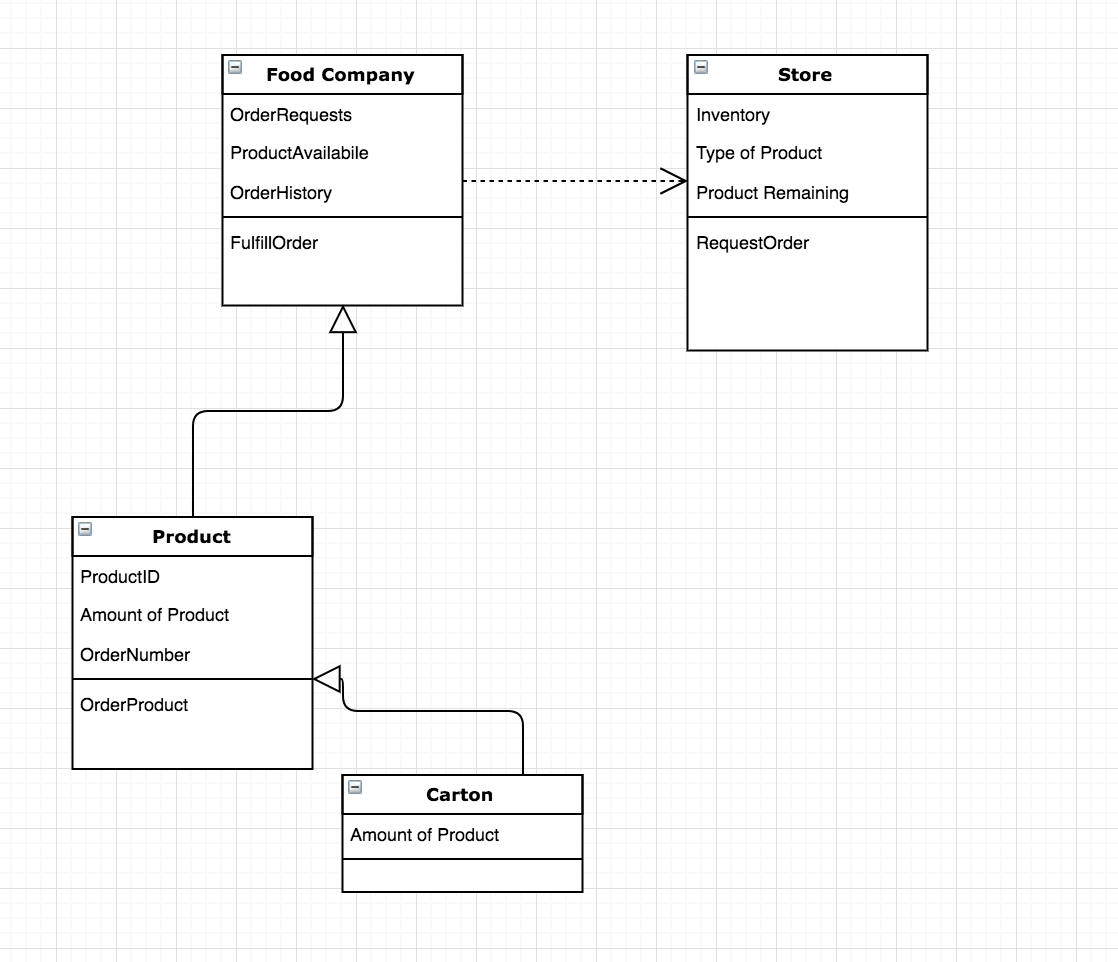 Food Company
OrderRequests
ProductAvailabile
OrderHistory
FulfillOrder
Store
Inventory
Type of Product
Product Remaining
RequestOrder
Product
ProductID
Amount of Product
OrderNumber
OrderProduct
Carton
Amount of Product